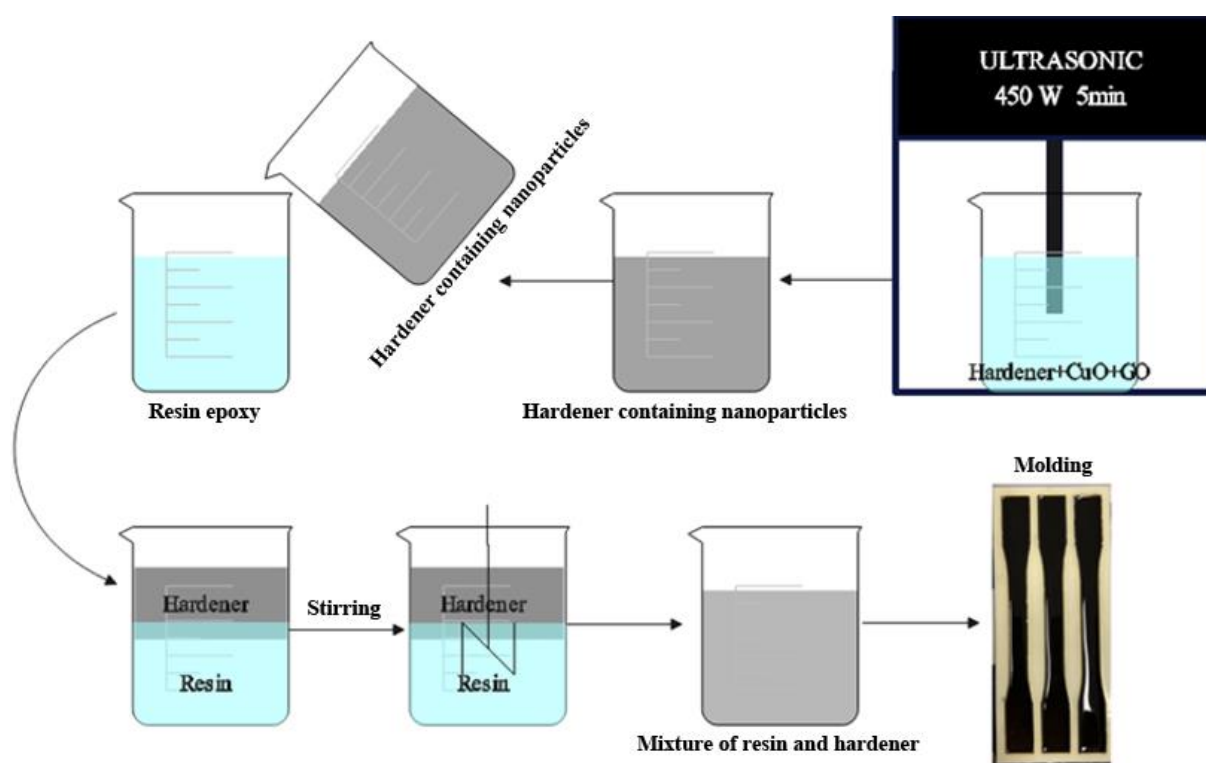 ULTRASONIC
450 W 5min
Hardener containing nanoparticles
Hardener+CuO+GO
Resin epoxy
Hardener containing nanoparticles
Molding
Hardener
Stirring
Hardener
Resin
Resin
Mixture of resin and hardener